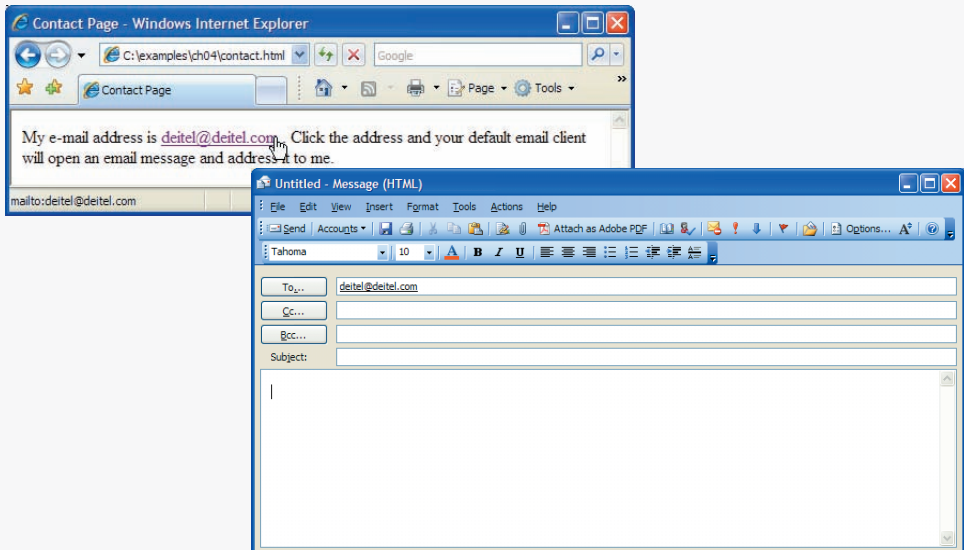 Contact Page - Windows Internet Explorer
C:\examples\ch04\contact.html
Google
Contact Page
Page
Tools
»
My e-mail address is deitel@deitel.com. Click the address and your default email client
will open an email message and address it to me.
mailto:deitel@deitel.com
Untitled - Message (HTML)
File Edit View Insert Format Tools Actions Help
Send Accounts Attach as Adobe PDF Options...
Tahoma 10 A B I U
To... deitel@deitel.com
Cc...
Bcc...
Subject: